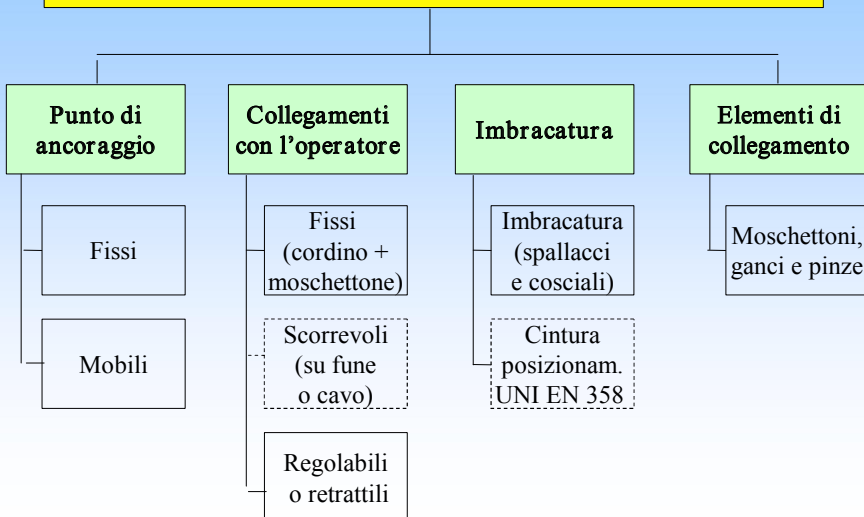 Punto di
ancoraggio
Collegamenti
con l'operatore
Imbracatura
Elementi di
collegamento
Fissi
Mobili
Fissi
(cordino +
moschettone)
Scorrevoli
(su fune
o cavo)
Regolabili
o retrattili
Imbracatura
(spallacci
e cosciali)
Cintura
posizionam.
UNI EN 358
Moschettoni,
ganci e pinze